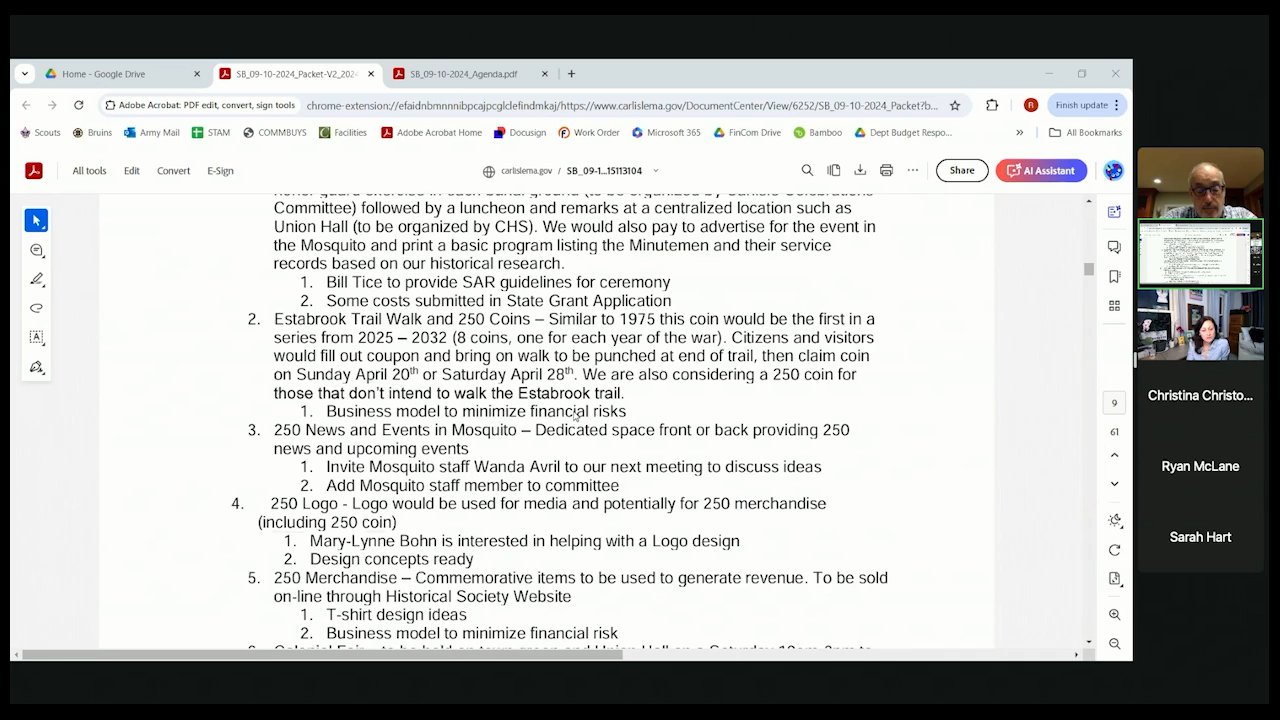 Home - Google Drive
SB_09-10-2024_Packet-V2_202
SB_09-10-2024_Agenda.pdf
Adobe Acrobat: PDF edit, convert, sign tools
chrome-extension://efaidnbmnnnibpcajpcglclefindmkaj/https://www.carlislema.gov/DocumentCenter/View/6252/SB_09-10-2024_Packet?b...
R
Finish update
Scouts
Bruins
Army Mail
STAM
COMMBUYS
Facilities
Adobe Acrobat Home
Docusign
Work Order
Microsoft 365
FinCom Drive
Bamboo
Dept Budget Respo...
All Bookmarks
All tools
Edit
Convert
E-Sign
carlislema.gov / SB_09-1...15113104
Share
AI Assistant
Committee) followed by a luncheon and remarks at a centralized location such as
Union Hall (to be organized by CHS). We would also pay to advertise for the event in
the Mosquito and print a basic program listing the Minutemen and their service
records based on our historical research.
1. Bill Tice to provide SAR guidelines for ceremony
2. Some costs submitted in State Grant Application
2. Estabrook Trail Walk and 250 Coins – Similar to 1975 this coin would be the first in a
series from 2025 – 2032 (8 coins, one for each year of the war). Citizens and visitors
would fill out coupon and bring on walk to be punched at end of trail, then claim coin
on Sunday April 20th or Saturday April 28th. We are also considering a 250 coin for
those that don't intend to walk the Estabrook trail.
1. Business model to minimize financial risks
3. 250 News and Events in Mosquito – Dedicated space front or back providing 250
news and upcoming events
1. Invite Mosquito staff Wanda Avril to our next meeting to discuss ideas
2. Add Mosquito staff member to committee
4. 250 Logo - Logo would be used for media and potentially for 250 merchandise
(including 250 coin)
1. Mary-Lynne Bohn is interested in helping with a Logo design
2. Design concepts ready
5. 250 Merchandise – Commemorative items to be used to generate revenue. To be sold
on-line through Historical Society Website
1. T-shirt design ideas
2. Business model to minimize financial risk
9
61
Christina Christo...
Ryan McLane
Sarah Hart